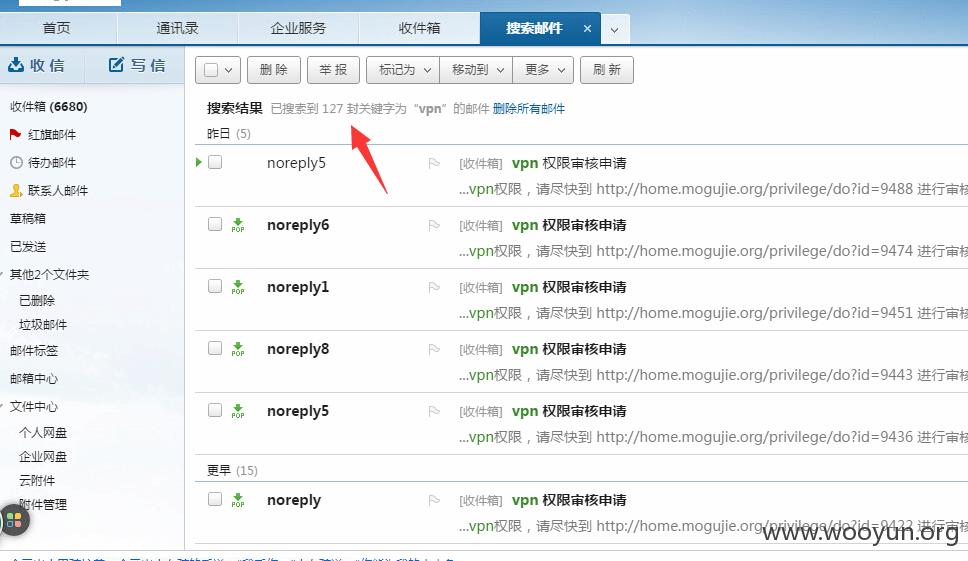 首页 通讯录 企业服务 收件箱 搜索邮件 ×
收 信 写 信
删 除 举 报 标记为 移动到 更多 刷 新
收件箱 (6680)
红旗邮件
待办邮件
联系人邮件
草稿箱
已发送
其他2个文件夹
已删除
垃圾邮件
邮件标签
邮箱中心
文件中心
个人网盘
企业网盘
云附件
附件管理
搜索结果 已搜索到 127 封关键字为 “vpn” 的邮件 删除所有邮件
昨日 (5)
noreply5 [收件箱] vpn 权限审核申请
...vpn权限，请尽快到 http://home.mogujie.org/privilege/do?id=9488 进行审核
POP noreply6 [收件箱] vpn 权限审核申请
...vpn权限，请尽快到 http://home.mogujie.org/privilege/do?id=9474 进行审核
POP noreply1 [收件箱] vpn 权限审核申请
...vpn权限，请尽快到 http://home.mogujie.org/privilege/do?id=9451 进行审核
POP noreply8 [收件箱] vpn 权限审核申请
...vpn权限，请尽快到 http://home.mogujie.org/privilege/do?id=9443 进行审核
POP noreply5 [收件箱] vpn 权限审核申请
...vpn权限，请尽快到 http://home.mogujie.org/privilege/do?id=9436 进行审核
更早 (15)
POP noreply [收件箱] vpn 权限审核申请
...vpn权限，请尽快到 http://home.mogujie.org/privilege/do?id=9422 进行审核
www.wooyun.org